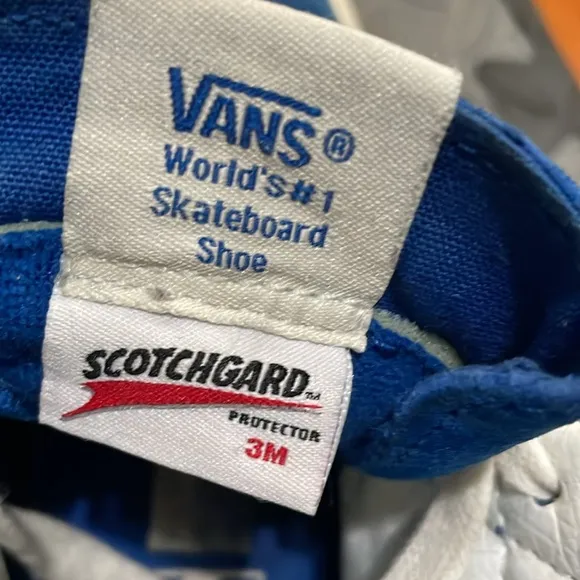 VANS®
World's #1
Skateboard
Shoe
SCOTCHGARD™
PROTECTOR
3M